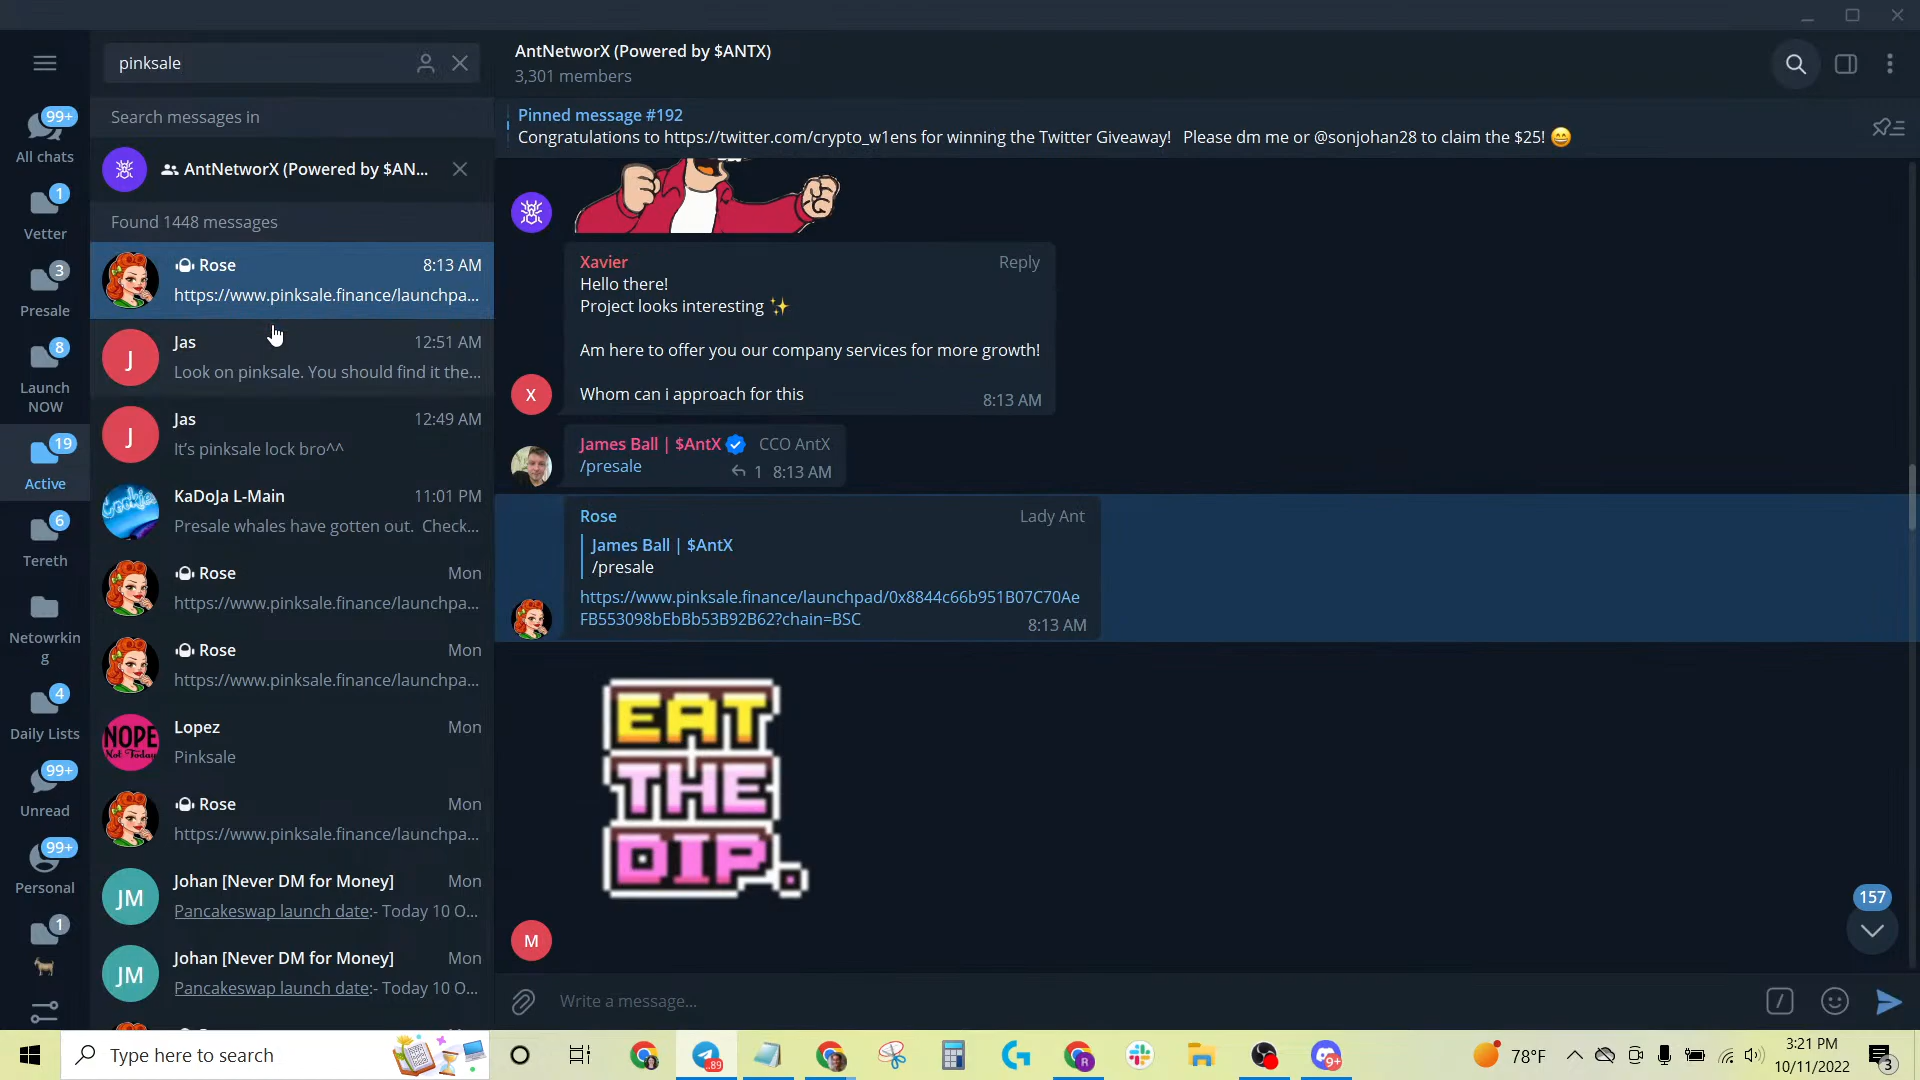 pinksale
Search messages in
AntNetworX (Powered by $AN...
Found 1448 messages
Rose 8:13 AM
https://www.pinksale.finance/launchpa...
Jas 12:51 AM
Look on pinksale. You should find it the...
Jas 12:49 AM
It's pinksale lock bro^^
KaDoJa L-Main 11:01 PM
Presale whales have gotten out. Check...
Rose Mon
https://www.pinksale.finance/launchpa...
Rose Mon
https://www.pinksale.finance/launchpa...
Lopez Mon
Pinksale
Rose Mon
https://www.pinksale.finance/launchpa...
Johan [Never DM for Money] Mon
Pancakeswap launch date:- Today 10 O...
Johan [Never DM for Money] Mon
Pancakeswap launch date:- Today 10 O...
J
J
NOPE
Not Today
JM
JM
99+
All chats
1
Vetter
3
Presale
8
Launch
NOW
19
Active
6
Tereth
Netowrkin
g
4
Daily Lists
99+
Unread
99+
Personal
1
AntNetworX (Powered by $ANTX)
3,301 members
Pinned message #192
Congratulations to https://twitter.com/crypto_w1ens for winning the Twitter Giveaway! Please dm me or @sonjohan28 to claim the $25! 😄
Xavier Reply
Hello there!
Project looks interesting ✨
Am here to offer you our company services for more growth!
Whom can i approach for this
8:13 AM
X
James Ball | $AntX CCO AntX
/presale 1 8:13 AM
Rose Lady Ant
James Ball | $AntX
/presale
https://www.pinksale.finance/launchpad/0x8844c66b951B07C70Ae
FB553098bEbBb53B92B62?chain=BSC
8:13 AM
EAT
THE
DIP
M
157
Write a message...
Type here to search
89
R
9+
78°F
3:21 PM
10/11/2022
3